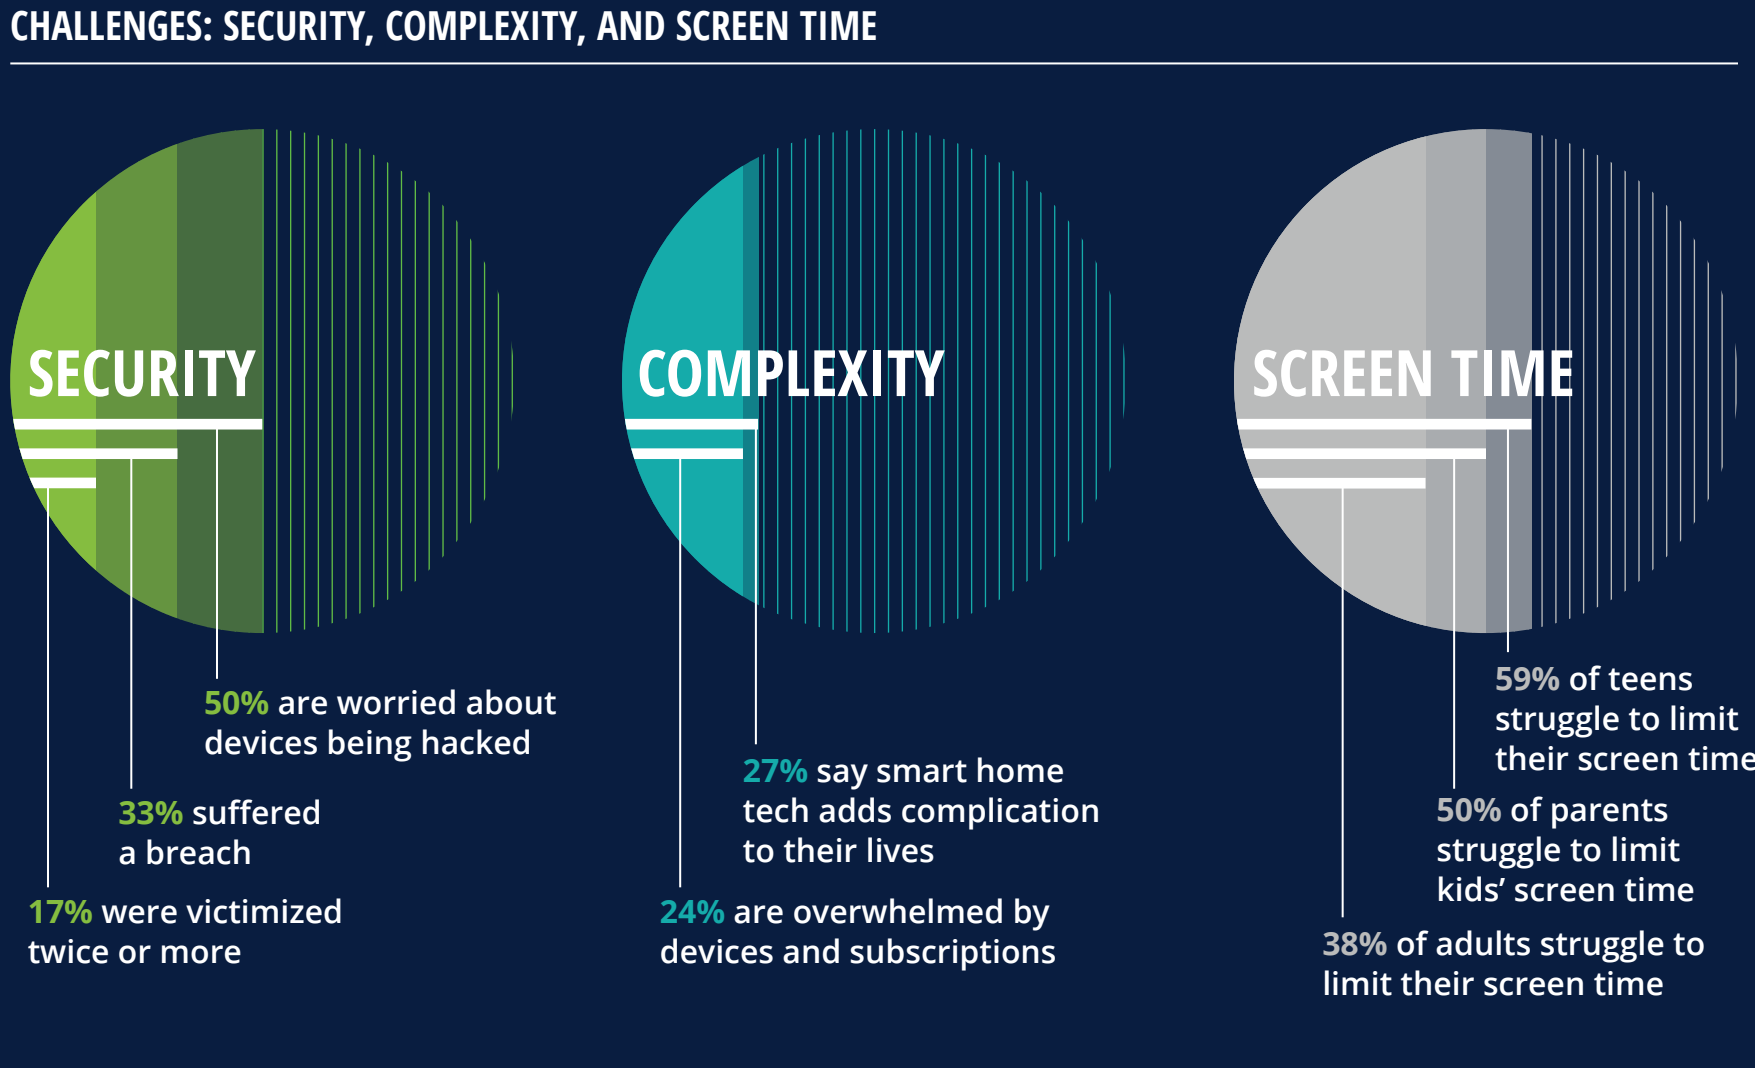 CHALLENGES: SECURITY, COMPLEXITY, AND SCREEN TIME
SECURITY
50% are worried about
devices being hacked
33% suffered
a breach
17% were victimized
twice or more
COMPLEXITY
27% say smart home
tech adds complication
to their lives
24% are overwhelmed by
devices and subscriptions
SCREEN TIME
59% of teens
struggle to limit
their screen time
50% of parents
struggle to limit
kids’ screen time
38% of adults struggle to
limit their screen time